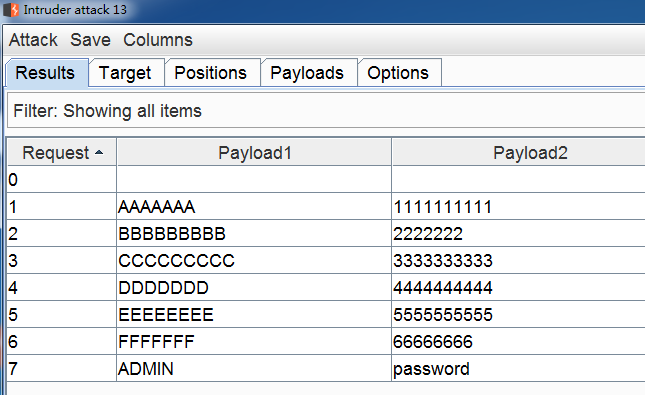 Intruder attack 13
Attack Save Columns
Results Target Positions Payloads Options
Filter: Showing all items
Request Payload1 Payload2
0
1 AAAAAAA 1111111111
2 BBBBBBBBB 2222222
3 CCCCCCCCC 3333333333
4 DDDDDDD 4444444444
5 EEEEEEEE 5555555555
6 FFFFFFF 66666666
7 ADMIN password